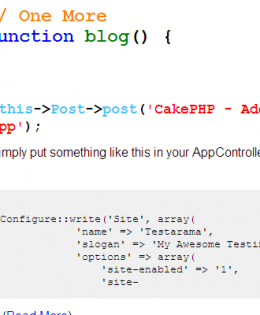 / One More
unction blog() {
this->Post->post('CakePHP - Ad
pp');
imply put something like this in your AppControlle
Configure::write('Site', array(
'name' => 'Testarama',
'slogan' => 'My Awesome Testin
'options' => array(
'site-enabled' => '1',
'site-
(Read More)